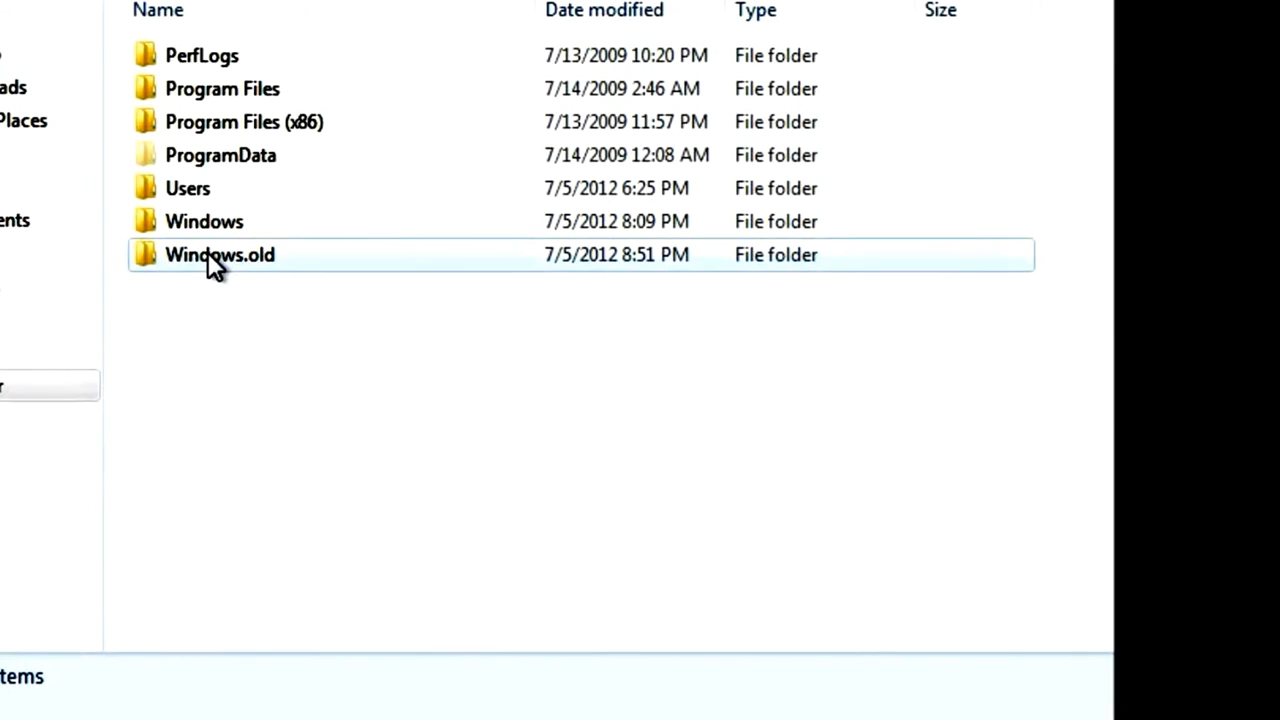 Name Date modified Type Size
PerfLogs 7/13/2009 10:20 PM File folder
ads Program Files 7/14/2009 2:46 AM File folder
Places Program Files (x86) 7/13/2009 11:57 PM File folder
ProgramData 7/14/2009 12:08 AM File folder
Users 7/5/2012 6:25 PM File folder
ents Windows 7/5/2012 8:09 PM File folder
Windows.old 7/5/2012 8:51 PM File folder
r
tems